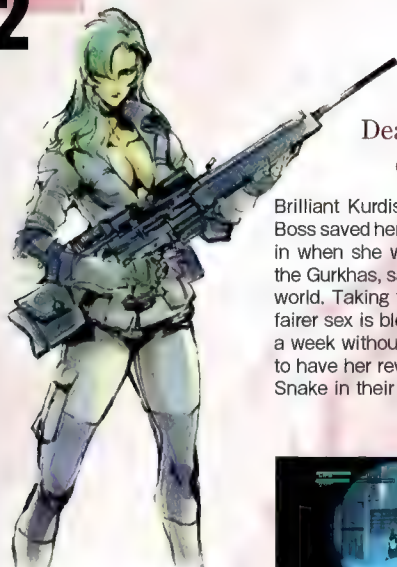 2
Dea
Brilliant Kurdis
Boss saved her
in when she w
the Gurkhas, s
world. Taking
fairer sex is ble
a week without
to have her rev
Snake in their